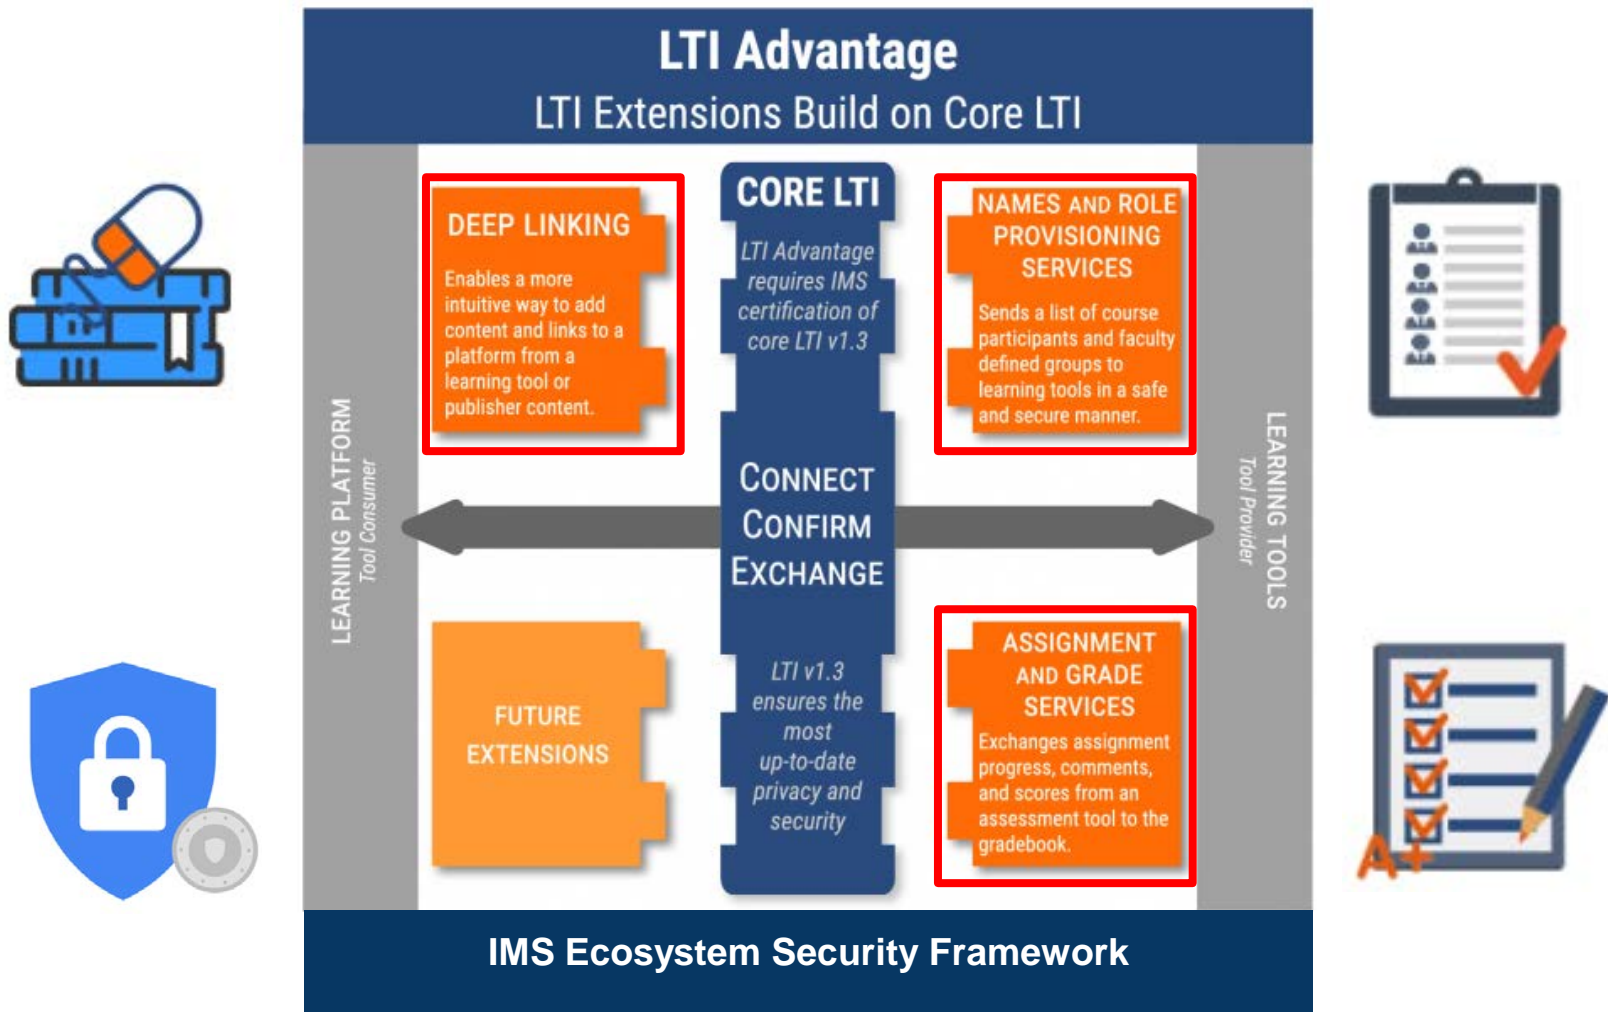 LTI Advantage
LTI Extensions Build on Core LTI
LEARNING PLATFORM
Tool Consumer
DEEP LINKING
Enables a more
intuitive way to add
content and links to a
platform from a
learning tool or
publisher content.
FUTURE
EXTENSIONS
CORE LTI
LTI Advantage
requires IMS
certification of
core LTI v1.3
CONNECT
CONFIRM
EXCHANGE
LTI v1.3
ensures the
most
up-to-date
privacy and
security
NAMES AND ROLE
PROVISIONING
SERVICES
Sends a list of course
participants and faculty
defined groups to
learning tools in a safe
and secure manner.
ASSIGNMENT
AND GRADE
SERVICES
Exchanges assignment
progress, comments,
and scores from an
assessment tool to the
gradebook.
LEARNING TOOLS
Tool Provider
A+
IMS Ecosystem Security Framework